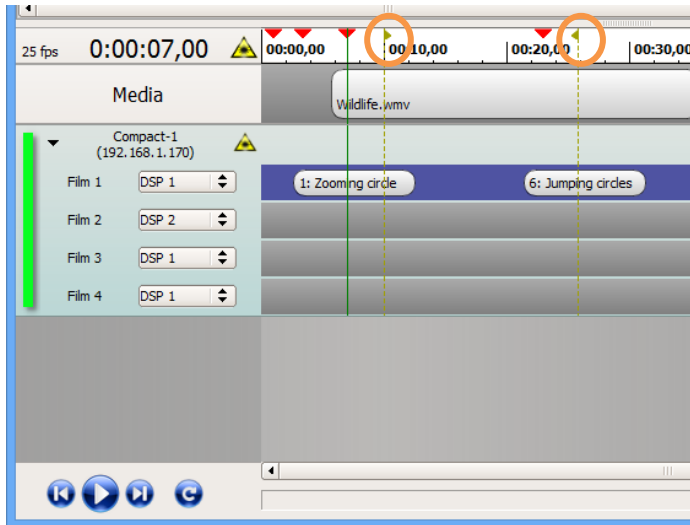 25 fps 0:00:07,00 00:00,00 00:10,00 00:20,00 00:30,00
Media Wildlife.wmv
Compact-1
(192.168.1.170)
Film 1 DSP 1 1: Zooming circle 6: Jumping circles
Film 2 DSP 2
Film 3 DSP 1
Film 4 DSP 1